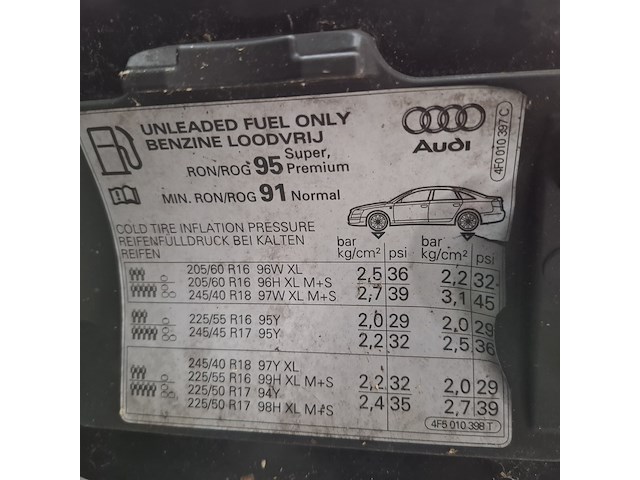 UNLEADED FUEL ONLY
BENZINE LOODVRIJ
RON/ROG 95 Super, Premium
MIN. RON/ROG 91 Normal
Audi
4F0 010 397 C
COLD TIRE INFLATION PRESSURE
REIFENFÜLLDRUCK BEI KALTEN
REIFEN
bar psi bar psi
kg/cm² kg/cm²
205/60 R16 96W XL 2,5 36 2,2 32
205/60 R16 96H XL M+S
245/40 R18 97W XL M+S 2,7 39 3,1 45
225/55 R16 95Y 2,0 29 2,0 29
245/45 R17 95Y 2,2 32 2,5 36
245/40 R18 97Y XL
225/55 R16 99H XL M+S 2,2 32 2,0 29
225/50 R17 94Y
225/50 R17 98H XL M+S 2,4 35 2,7 39
4F5 010 398 T